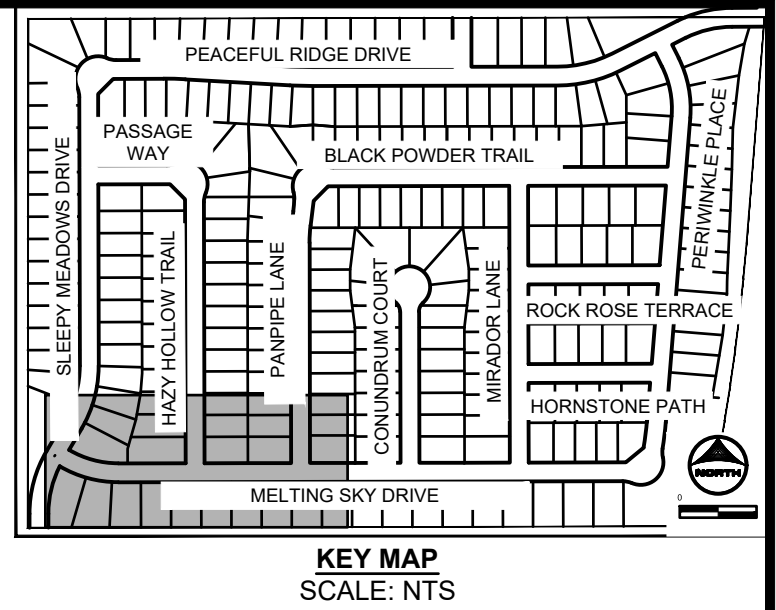 PEACEFUL RIDGE DRIVE
PASSAGE
WAY
BLACK POWDER TRAIL
PERIWINKLE PLACE
SLEEPY MEADOWS DRIVE
HAZY HOLLOW TRAIL
PANPIPE LANE
CONUNDRUM COURT
MIRADOR LANE
ROCK ROSE TERRACE
HORNSTONE PATH
MELTING SKY DRIVE
NORTH
0
KEY MAP
SCALE: NTS